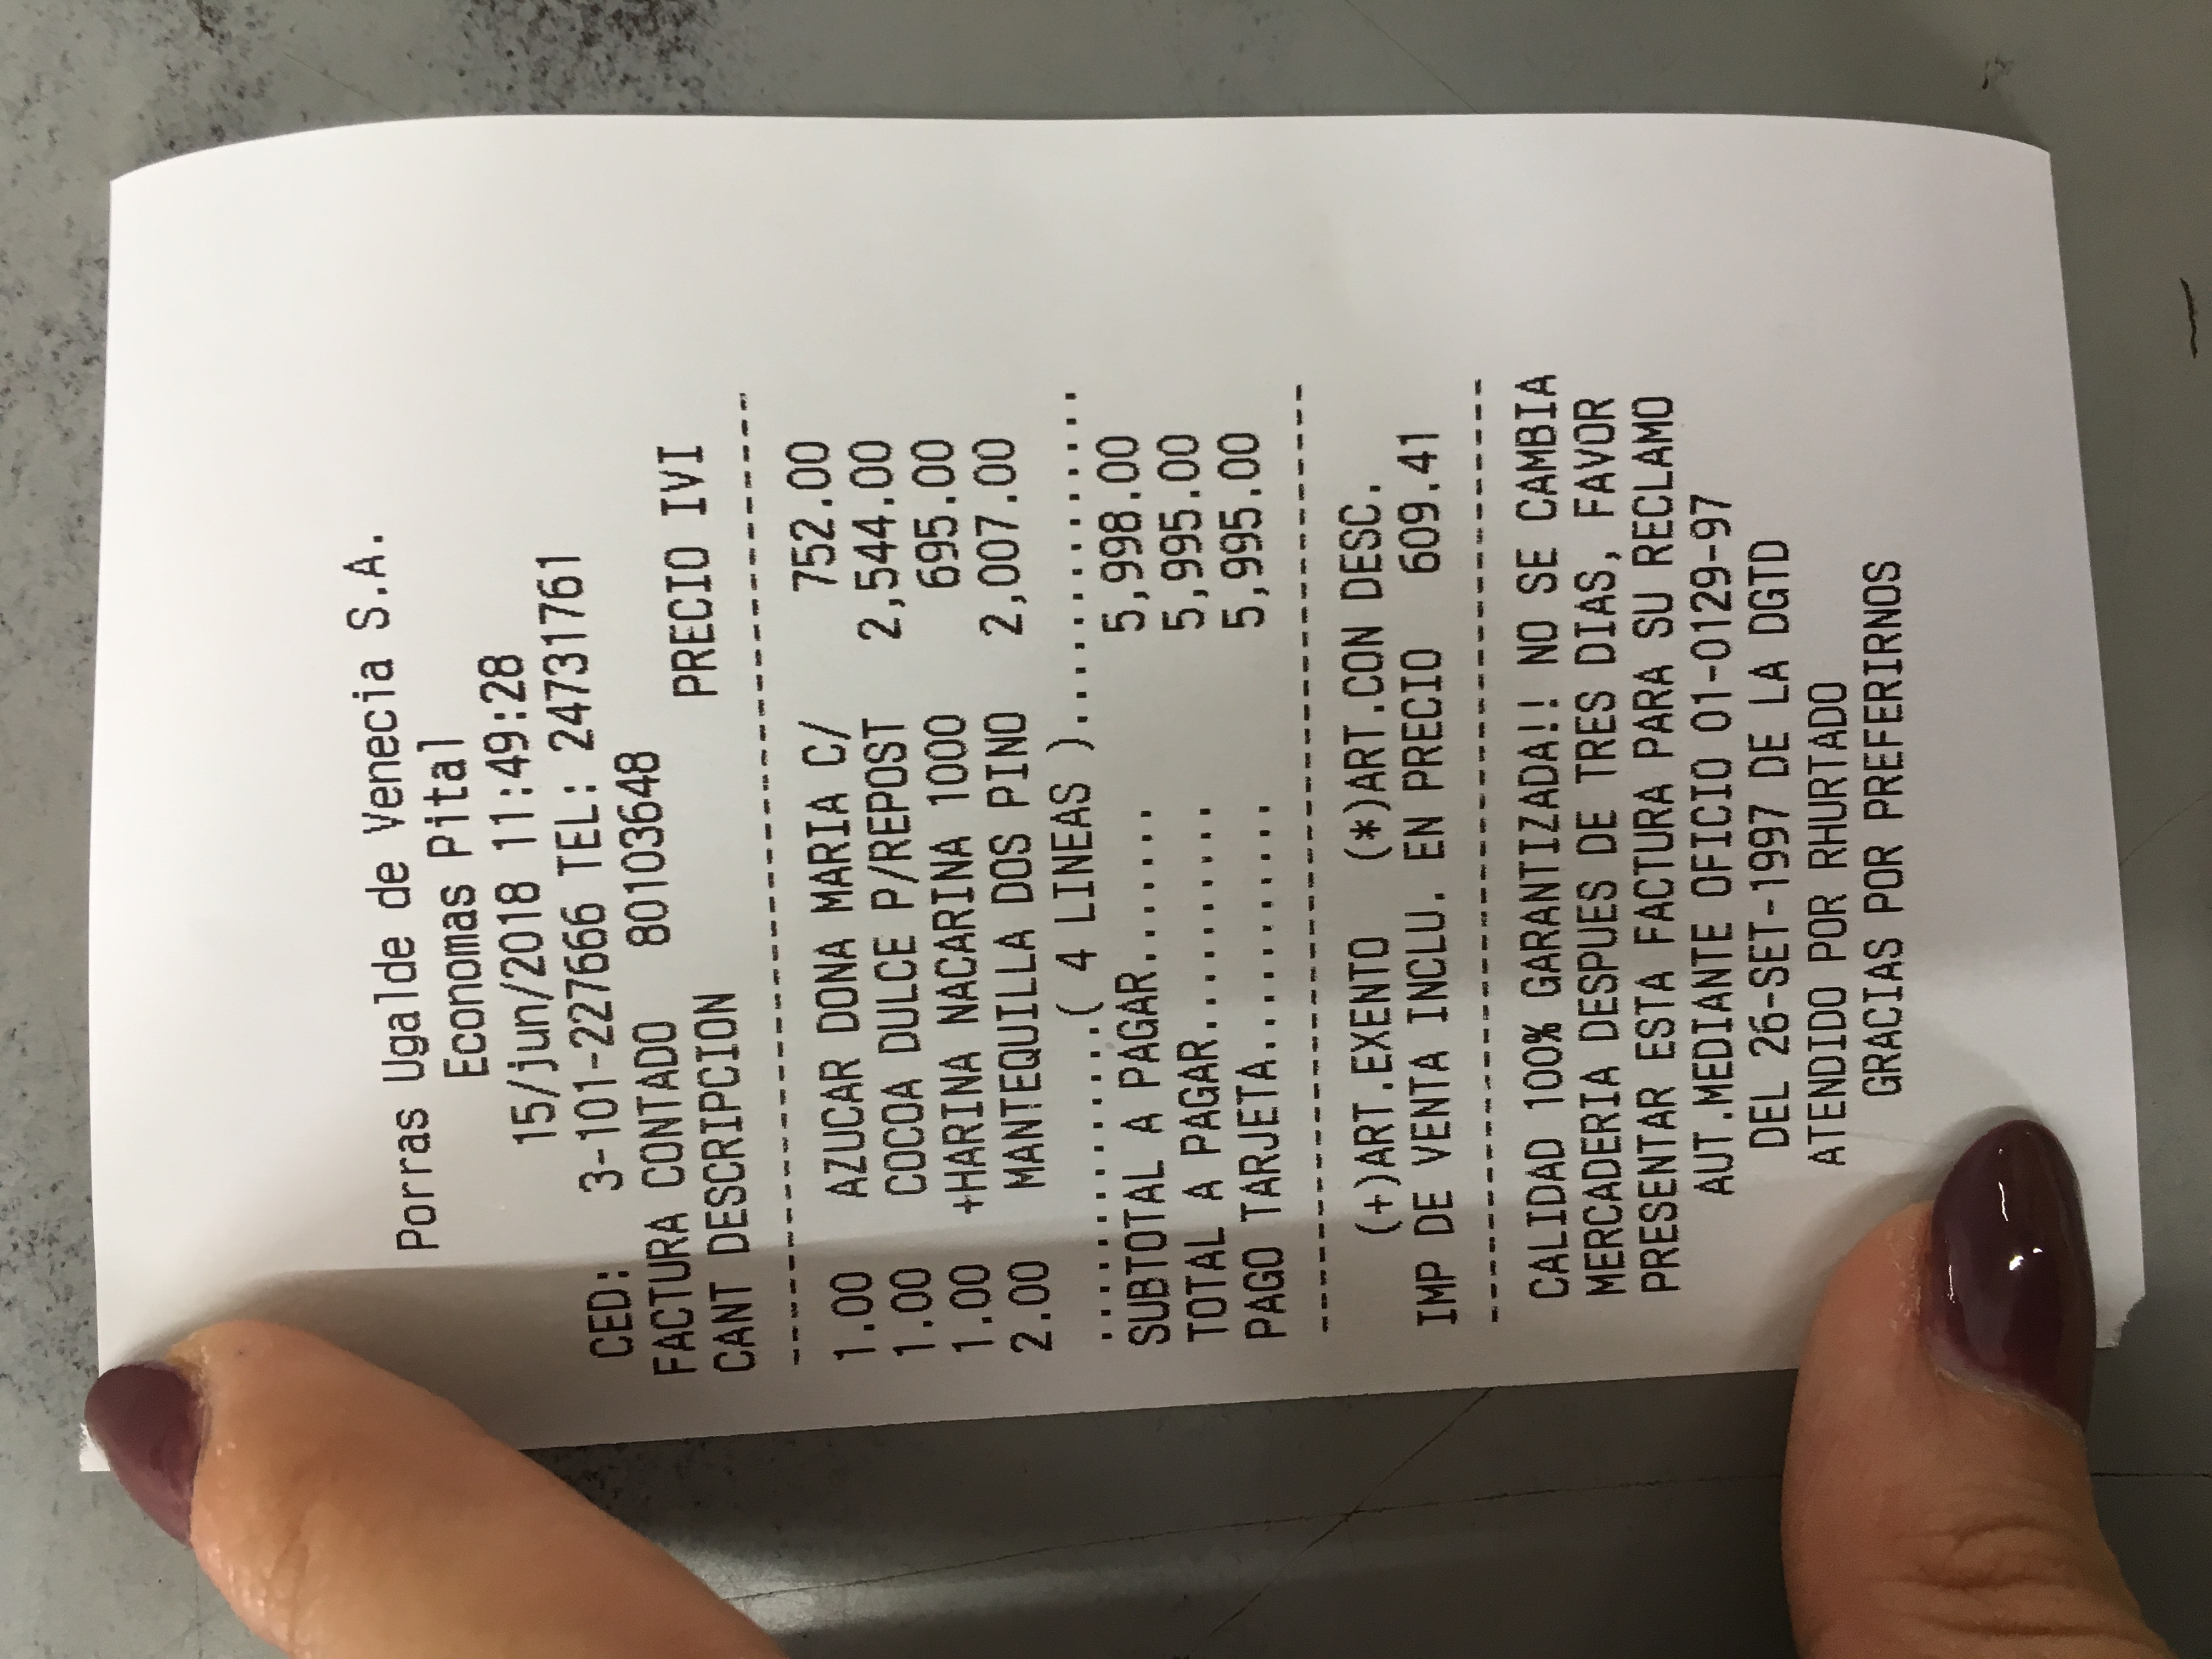 Porras Ugalde de Venecia S.A.
Economas Pital
15/jun/2018 11:49:28
CED: 3-101-227666 TEL: 24731761
FACTURA CONTADO 80103648
CANT DESCRIPCION PRECIO IVI
--------------------------------
1.00 AZUCAR DONA MARIA C/ 752.00
1.00 COCOA DULCE P/REPOST 2,544.00
1.00 +HARINA NACARINA 1000 695.00
2.00 MANTEQUILLA DOS PINO 2,007.00
............( 4 LINEAS )............
SUBTOTAL A PAGAR....... 5,998.00
TOTAL A PAGAR.......... 5,995.00
PAGO TARJETA........... 5,995.00
--------------------------------
(+)ART.EXENTO (*)ART.CON DESC.
IMP DE VENTA INCLU. EN PRECIO 609.41
--------------------------------
CALIDAD 100% GARANTIZADA!! NO SE CAMBIA
MERCADERIA DESPUES DE TRES DIAS, FAVOR
PRESENTAR ESTA FACTURA PARA SU RECLAMO
AUT.MEDIANTE OFICIO 01-0129-97
DEL 26-SET-1997 DE LA DGTD
ATENDIDO POR RHURTADO
GRACIAS POR PREFERIRNOS